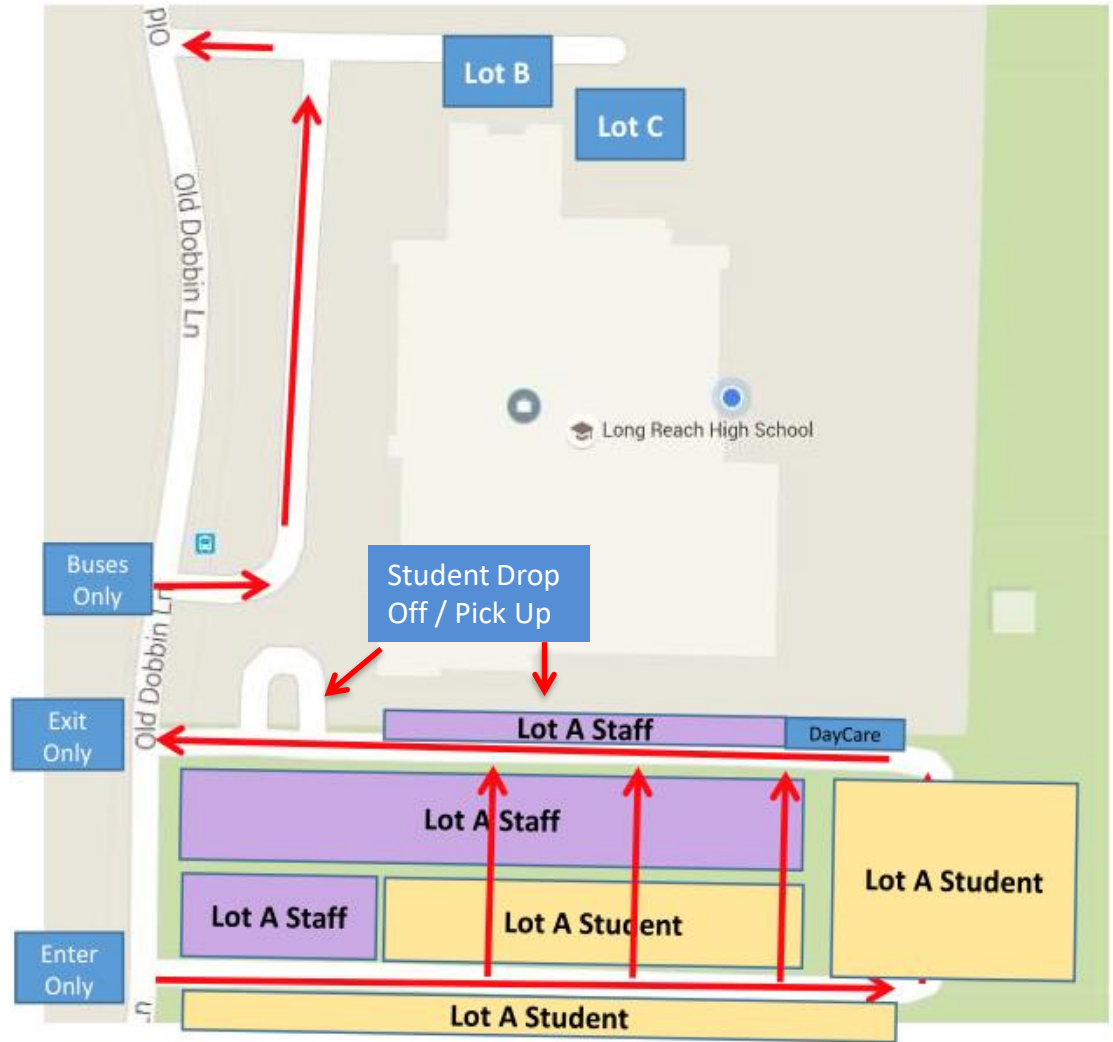 Old
Lot B
Lot C
Old Dobbin Ln
Long Reach High School
Buses
Only
Student Drop
Off / Pick Up
Old Dobbin Ln
Exit
Only
Lot A Staff
DayCare
Lot A Staff
Lot A Student
Lot A Staff
Lot A Student
Enter
Only
Ln
Lot A Student